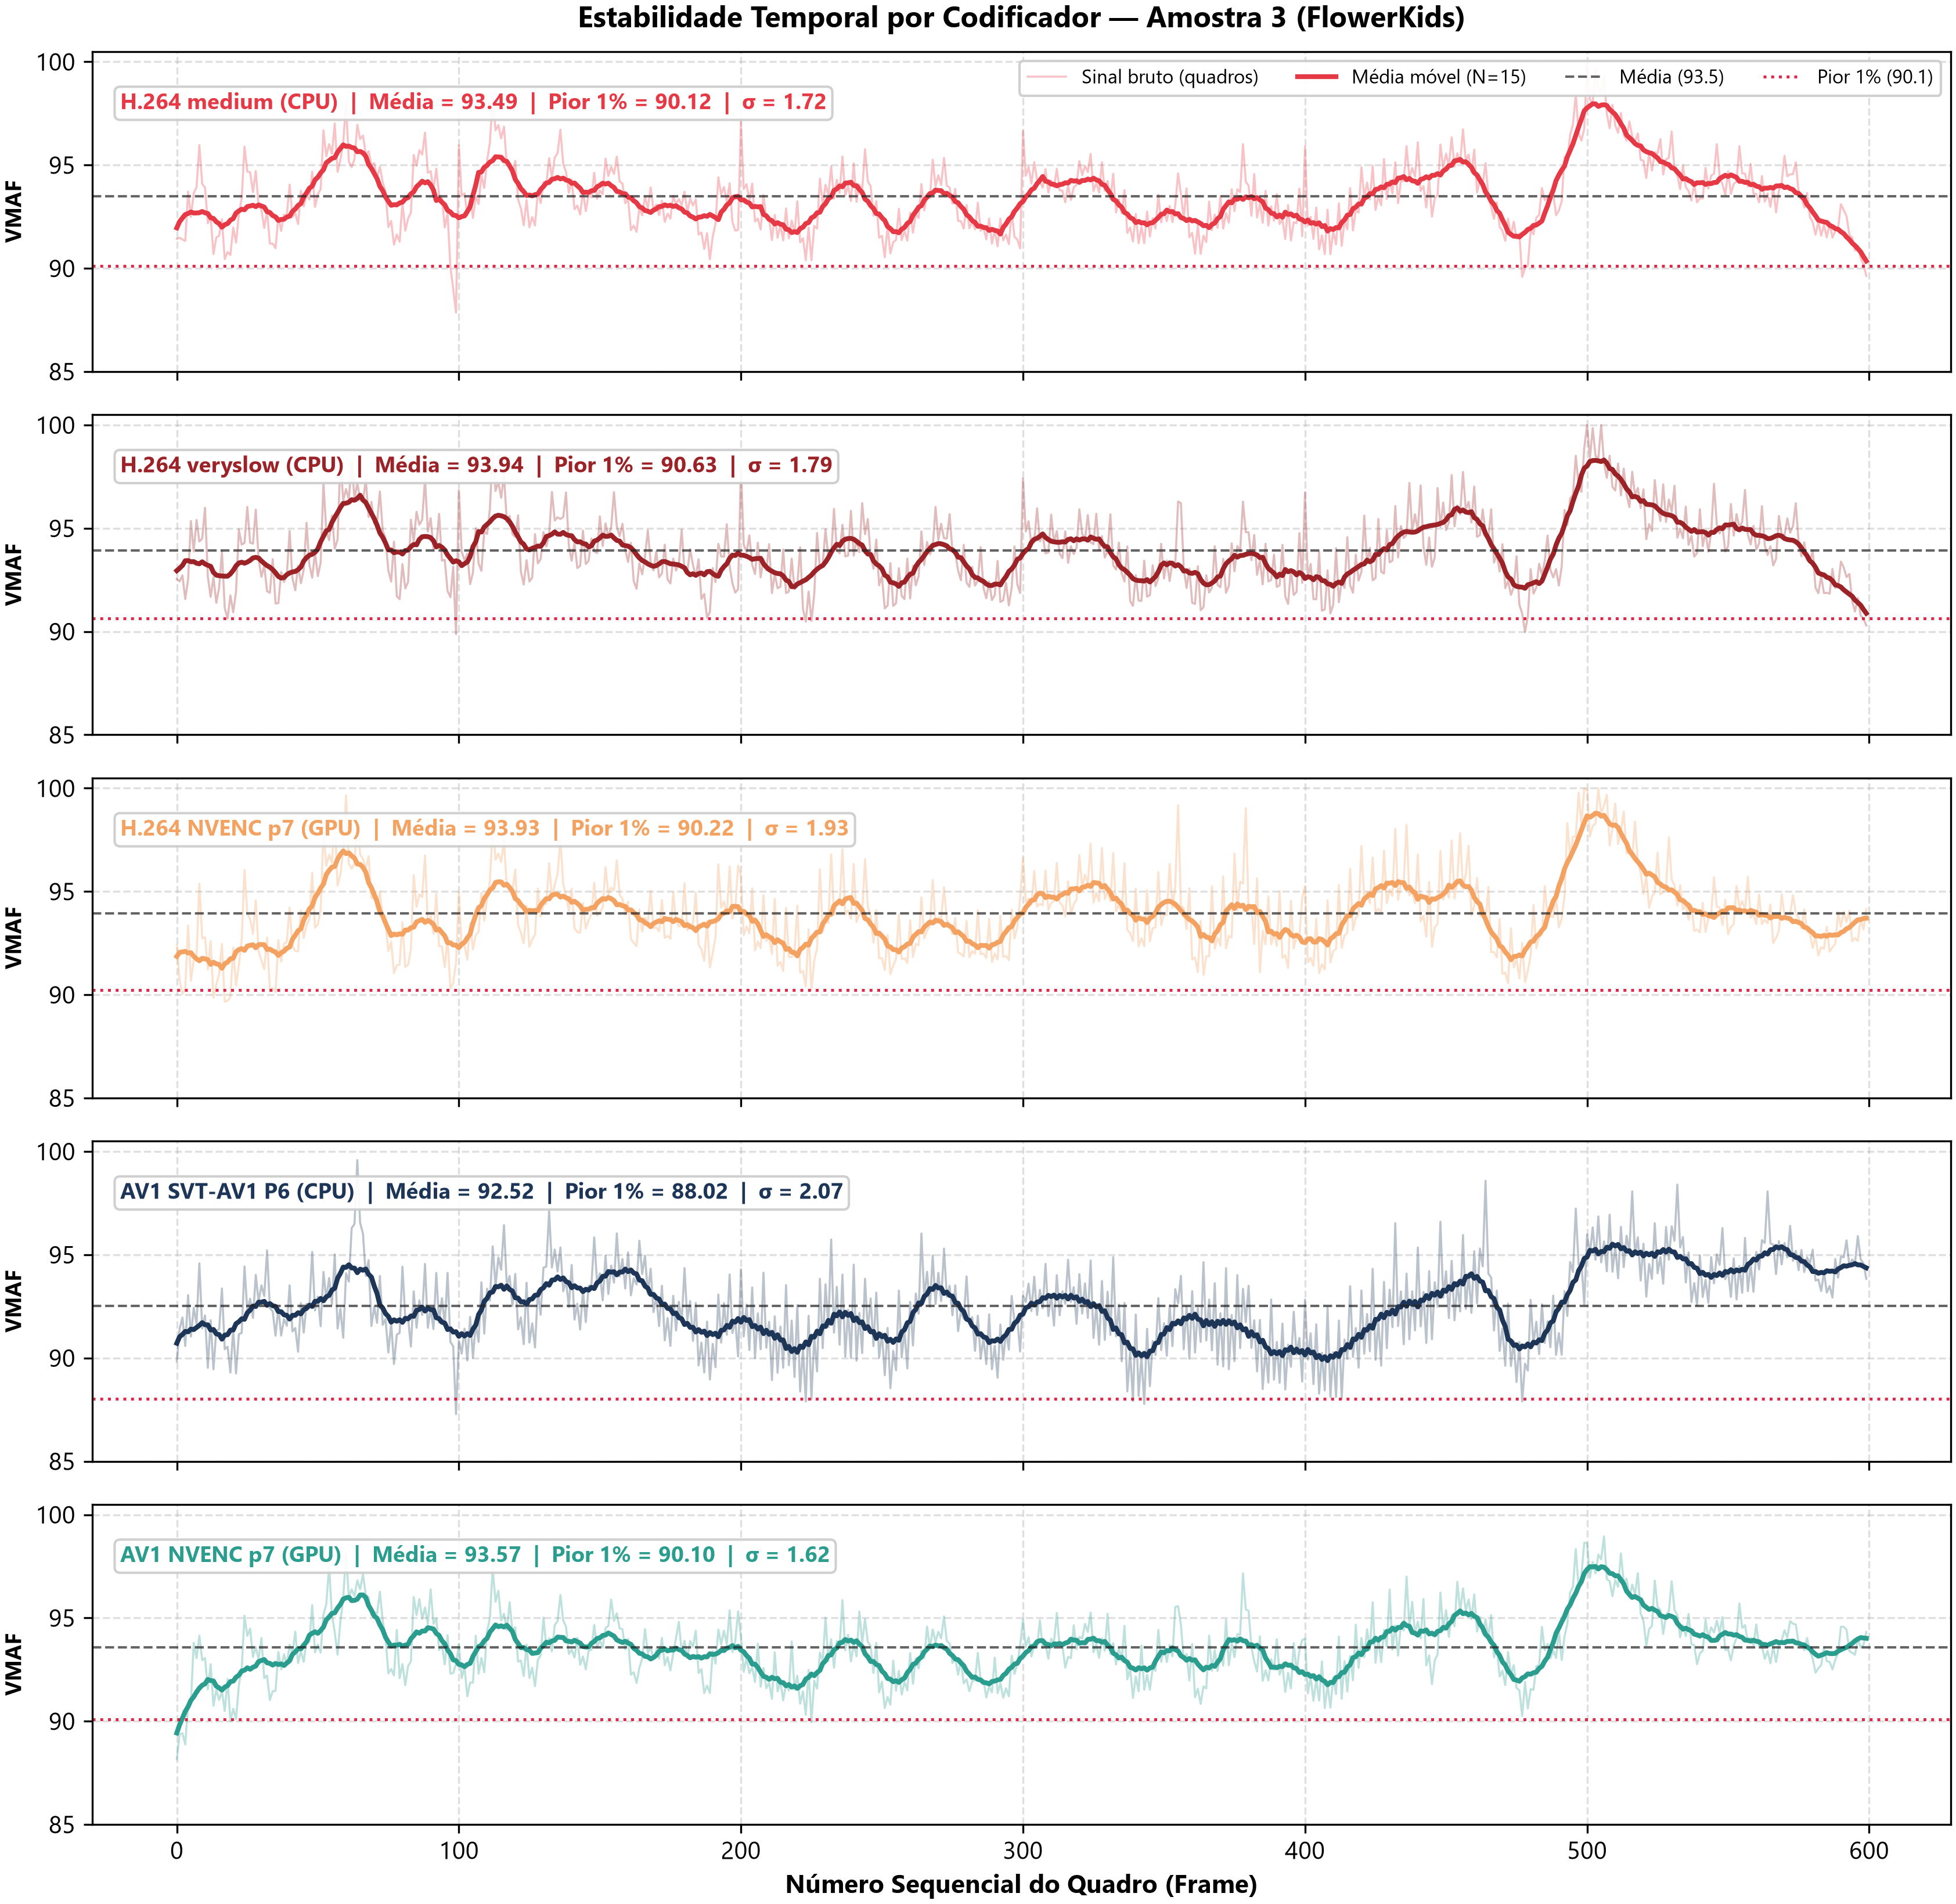 Estabilidade Temporal por Codificador — Amostra 3 (FlowerKids)
Sinal bruto (quadros) Média móvel (N=15) Média (93.5) Pior 1% (90.1)
H.264 medium (CPU) | Média = 93.49 | Pior 1% = 90.12 | σ = 1.72
VMAF
100
95
90
85
H.264 veryslow (CPU) | Média = 93.94 | Pior 1% = 90.63 | σ = 1.79
VMAF
100
95
90
85
H.264 NVENC p7 (GPU) | Média = 93.93 | Pior 1% = 90.22 | σ = 1.93
VMAF
100
95
90
85
AV1 SVT-AV1 P6 (CPU) | Média = 92.52 | Pior 1% = 88.02 | σ = 2.07
VMAF
100
95
90
85
AV1 NVENC p7 (GPU) | Média = 93.57 | Pior 1% = 90.10 | σ = 1.62
VMAF
100
95
90
85
0 100 200 300 400 500 600
Número Sequencial do Quadro (Frame)